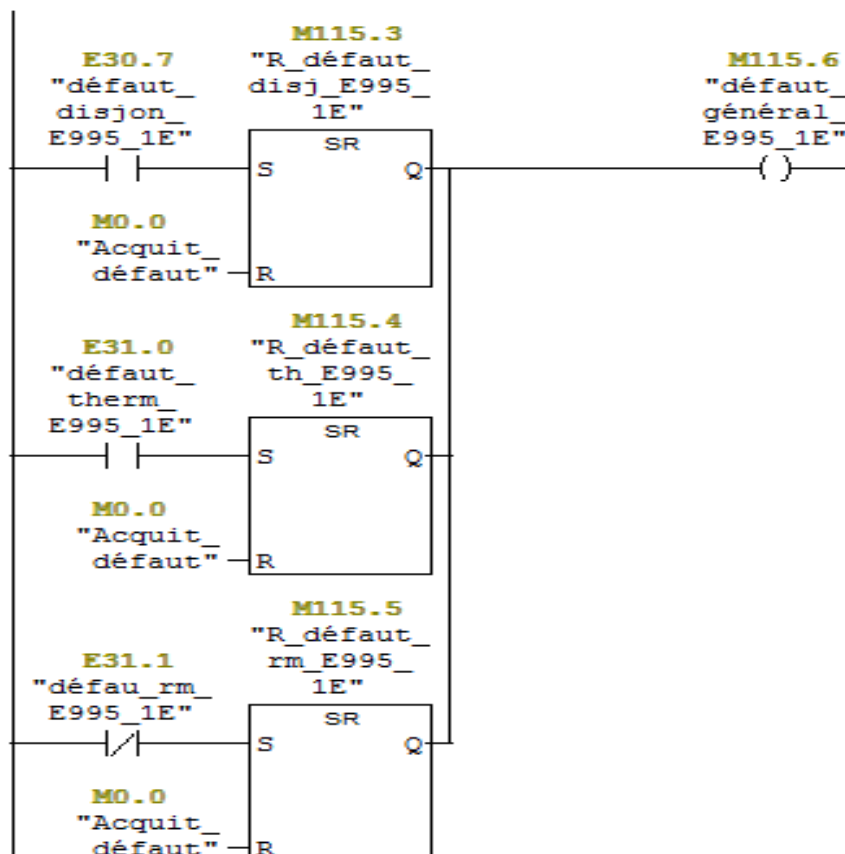 M115.3
E30.7
"R_défaut_
M115.6
"défaut_
disj_E995_
"défaut_
disjon_
1E"
général_
E995_1E"
SR
E995_1E"
S
Q
M0.0
"Acquit_
défaut"
R
M115.4
E31.0
"R_défaut_
"défaut_
th_E995_
therm_
1E"
E995_1E"
SR
S
Q
M0.0
"Acquit_
défaut"
R
M115.5
"R_défaut_
E31.1
rm_E995_
"défau_rm_
1E"
E995_1E"
SR
S
Q
M0.0
"Acquit_
défaut"
R